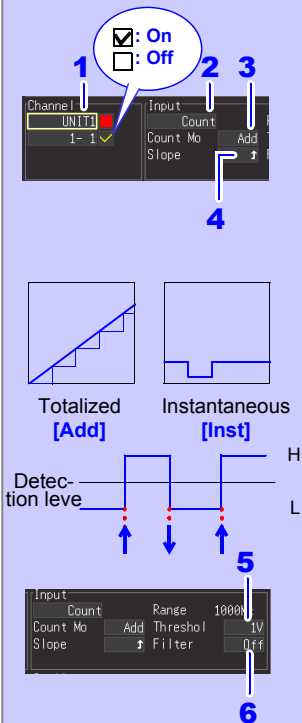 : On
: Off
1
2
3
Channel
UNIT1
1- 1
Input
Count
Count Mo Add
Slope
4
Totalized
[Add]
Instantaneous
[Inst]
H
Detec-
tion leve
L
5
Input
Count Range 1000M
Count Mo Add Threshol 1V
Slope Filter Off
6